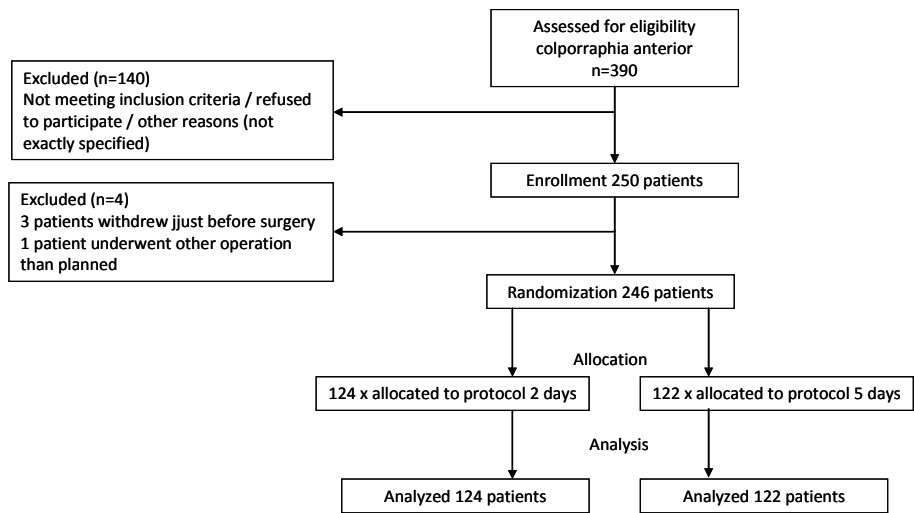 Assessed for eligibility
colporraphia anterior
n=390
Excluded (n=140)
Not meeting inclusion criteria / refused
to participate / other reasons (not
exactly specified)
Enrollment 250 patients
Excluded (n=4)
3 patients withdrew jjust before surgery
1 patient underwent other operation
than planned
Randomization 246 patients
Allocation
124 x allocated to protocol 2 days
122 x allocated to protocol 5 days
Analysis
Analyzed 124 patients
Analyzed 122 patients